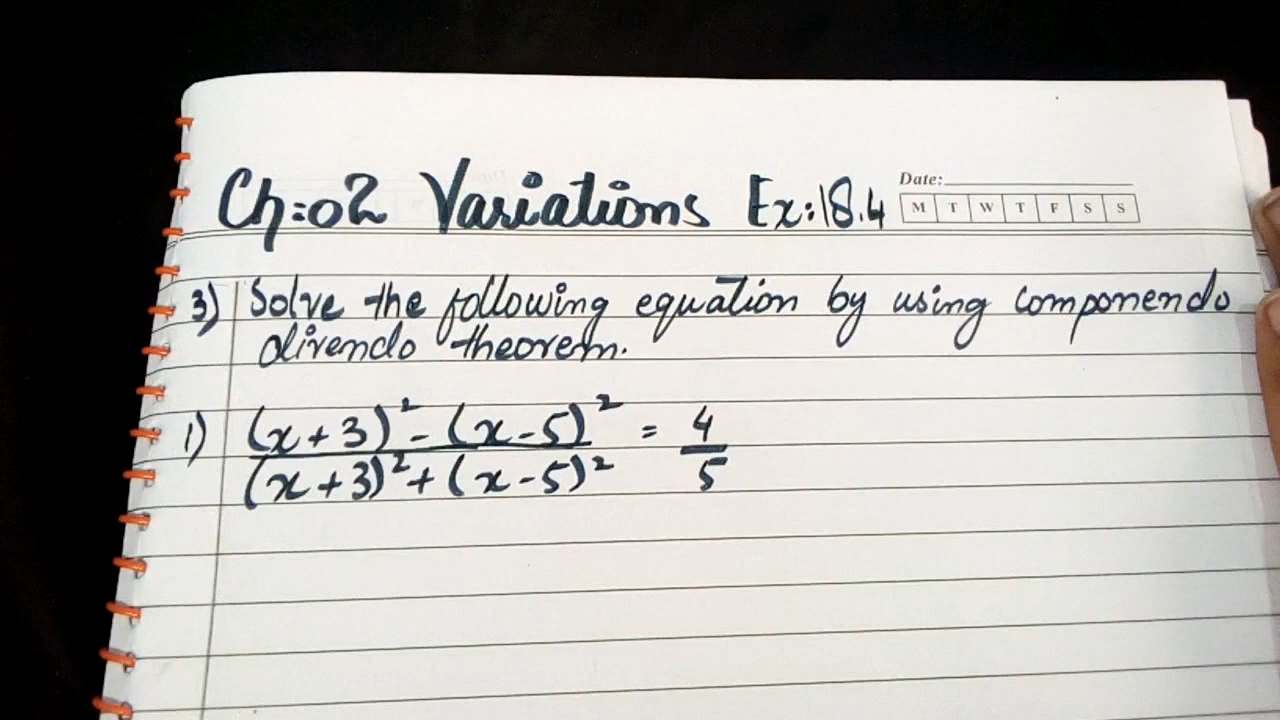 Ch:02 Variations Ex:18.4
Date:
M T W T F S S
3) Solve the following equation by using componendo
divendo theorem.
1) (x+3)² - (x-5)² = 4
(x+3)² + (x-5)² 5